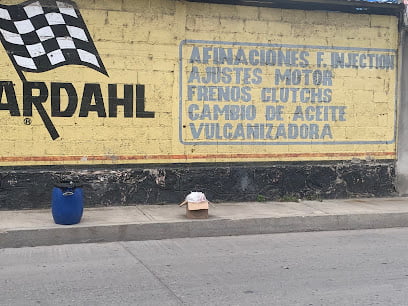 ARDAHL®
AFINACIONES F. INJECTION
AJUSTES MOTOR
FRENOS CLUTCHS
CAMBIO DE ACEITE
VULCANIZADORA